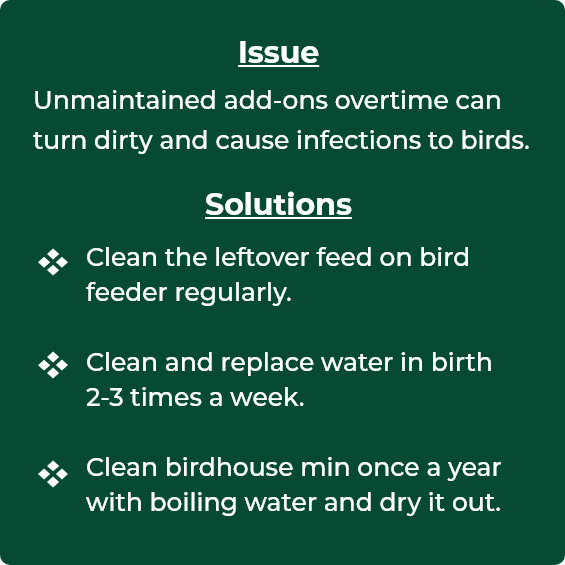 Issue
Unmaintained add-ons overtime can
turn dirty and cause infections to birds.
Solutions
Clean the leftover feed on bird
feeder regularly.
Clean and replace water in birth
2-3 times a week.
Clean birdhouse min once a year
with boiling water and dry it out.